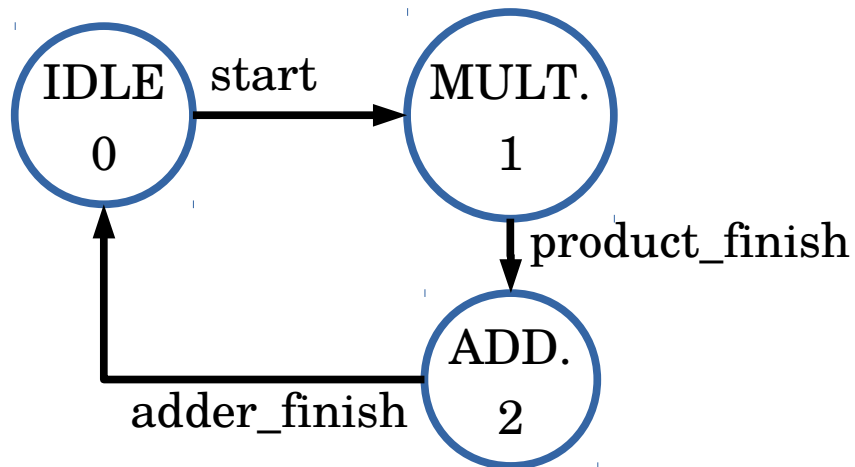 IDLE
0
start
MULT.
1
product_finish
ADD.
2
adder_finish